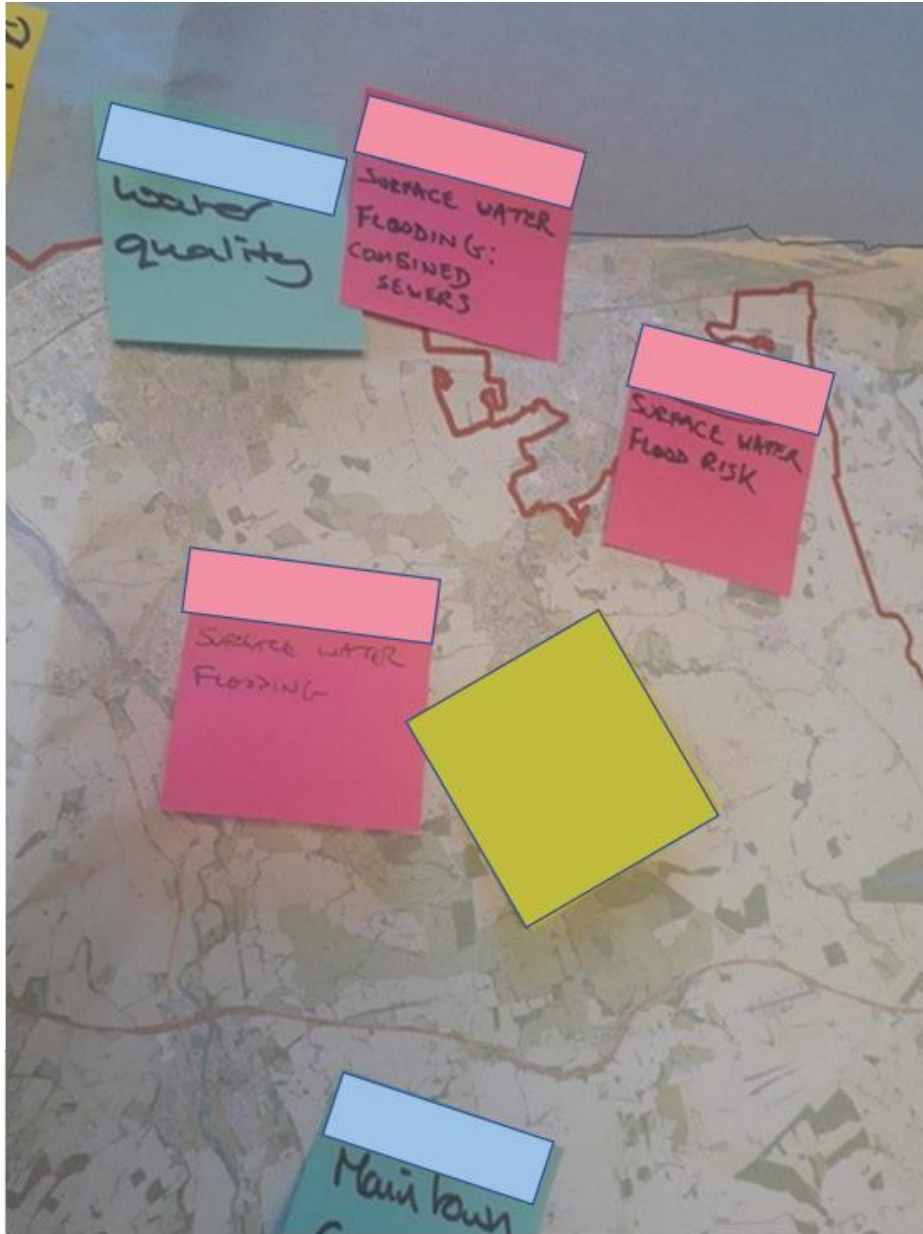 water
quality
SURFACE WATER
FLOODING:
COMBINED
SEWERS
SURFACE WATER
FLOOD RISK
SURFACE WATER
FLOODING
Main town